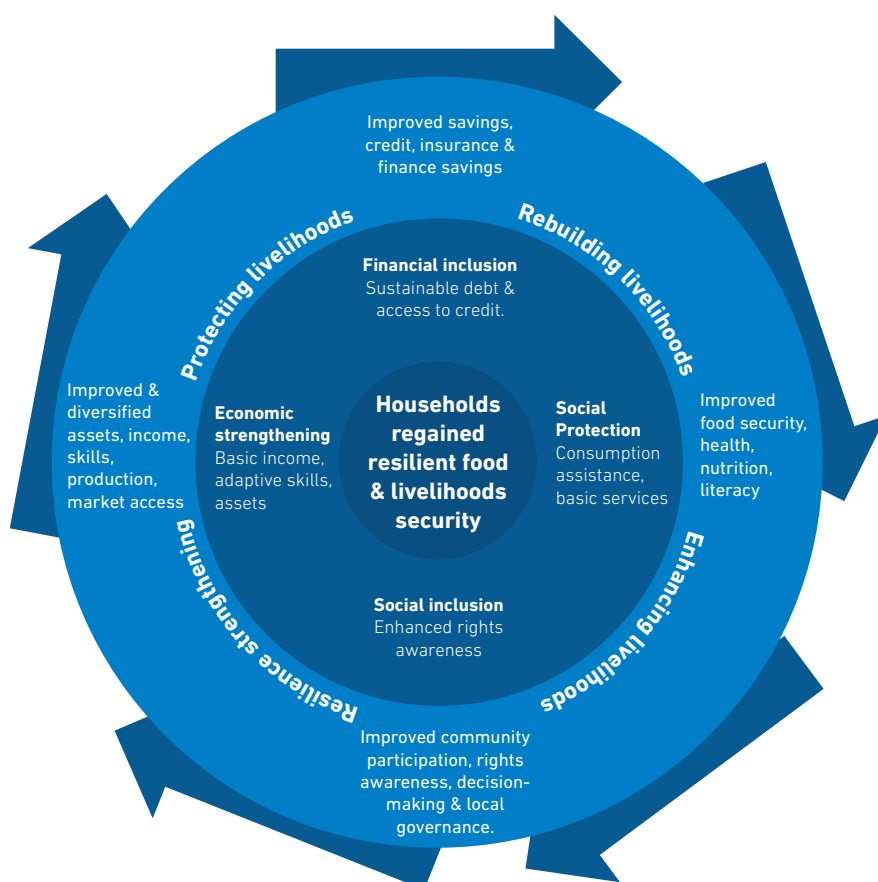 Improved savings,
credit, insurance &
finance savings
Protecting livelihoods
Rebuilding livelihoods
Financial inclusion
Sustainable debt &
access to credit.
Improved &
diversified
assets, income,
skills,
production,
market access
Economic
strengthening
Basic income,
adaptive skills,
assets
Households
regained
resilient food
& livelihoods
security
Social
Protection
Consumption
assistance,
basic services
Improved
food security,
health,
nutrition,
literacy
Social inclusion
Enhanced rights
awareness
Resilience strengthening
Enhancing livelihoods
Improved community
participation, rights
awareness, decision-
making & local
governance.